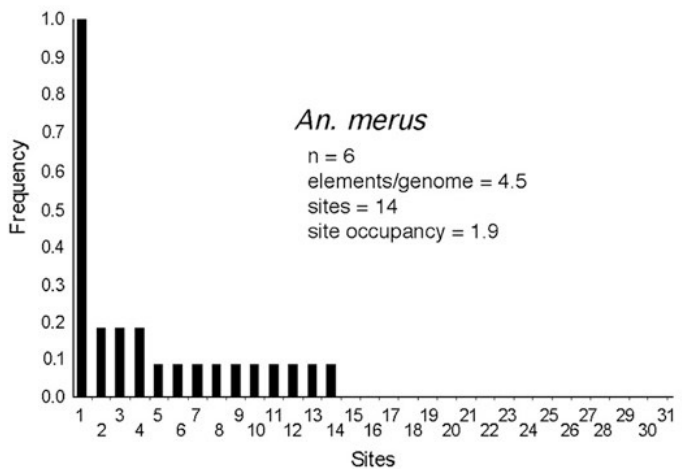 1.0
0.9
0.8
0.7
0.6
0.5
0.4
0.3
0.2
0.1
0.0
Frequency
An. merus
n = 6
elements/genome = 4.5
sites = 14
site occupancy = 1.9
1 3 5 7 9 11 13 15 17 19 21 23 25 27 29 31
2 4 6 8 10 12 14 16 18 20 22 24 26 28 30
Sites